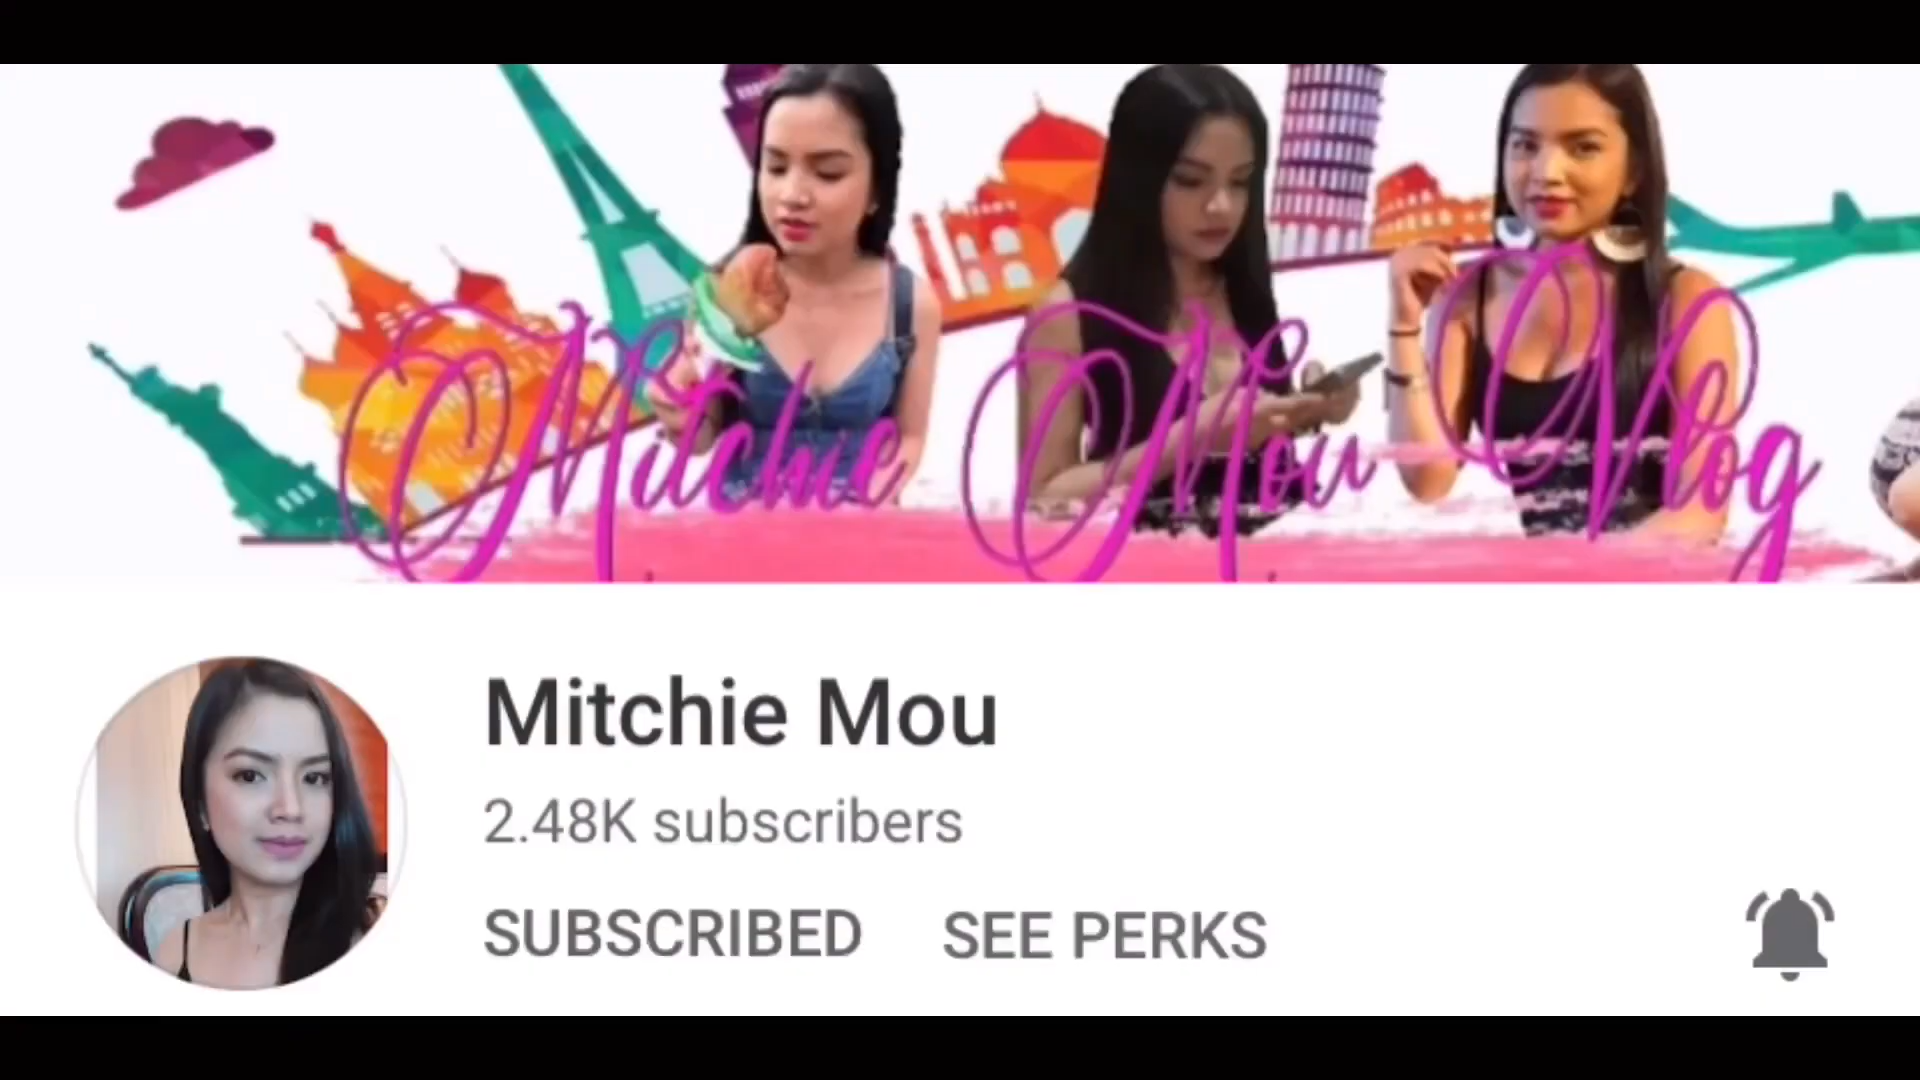 Mitchie Mou Vlog
Mitchie Mou
2.48K subscribers
SUBSCRIBED SEE PERKS